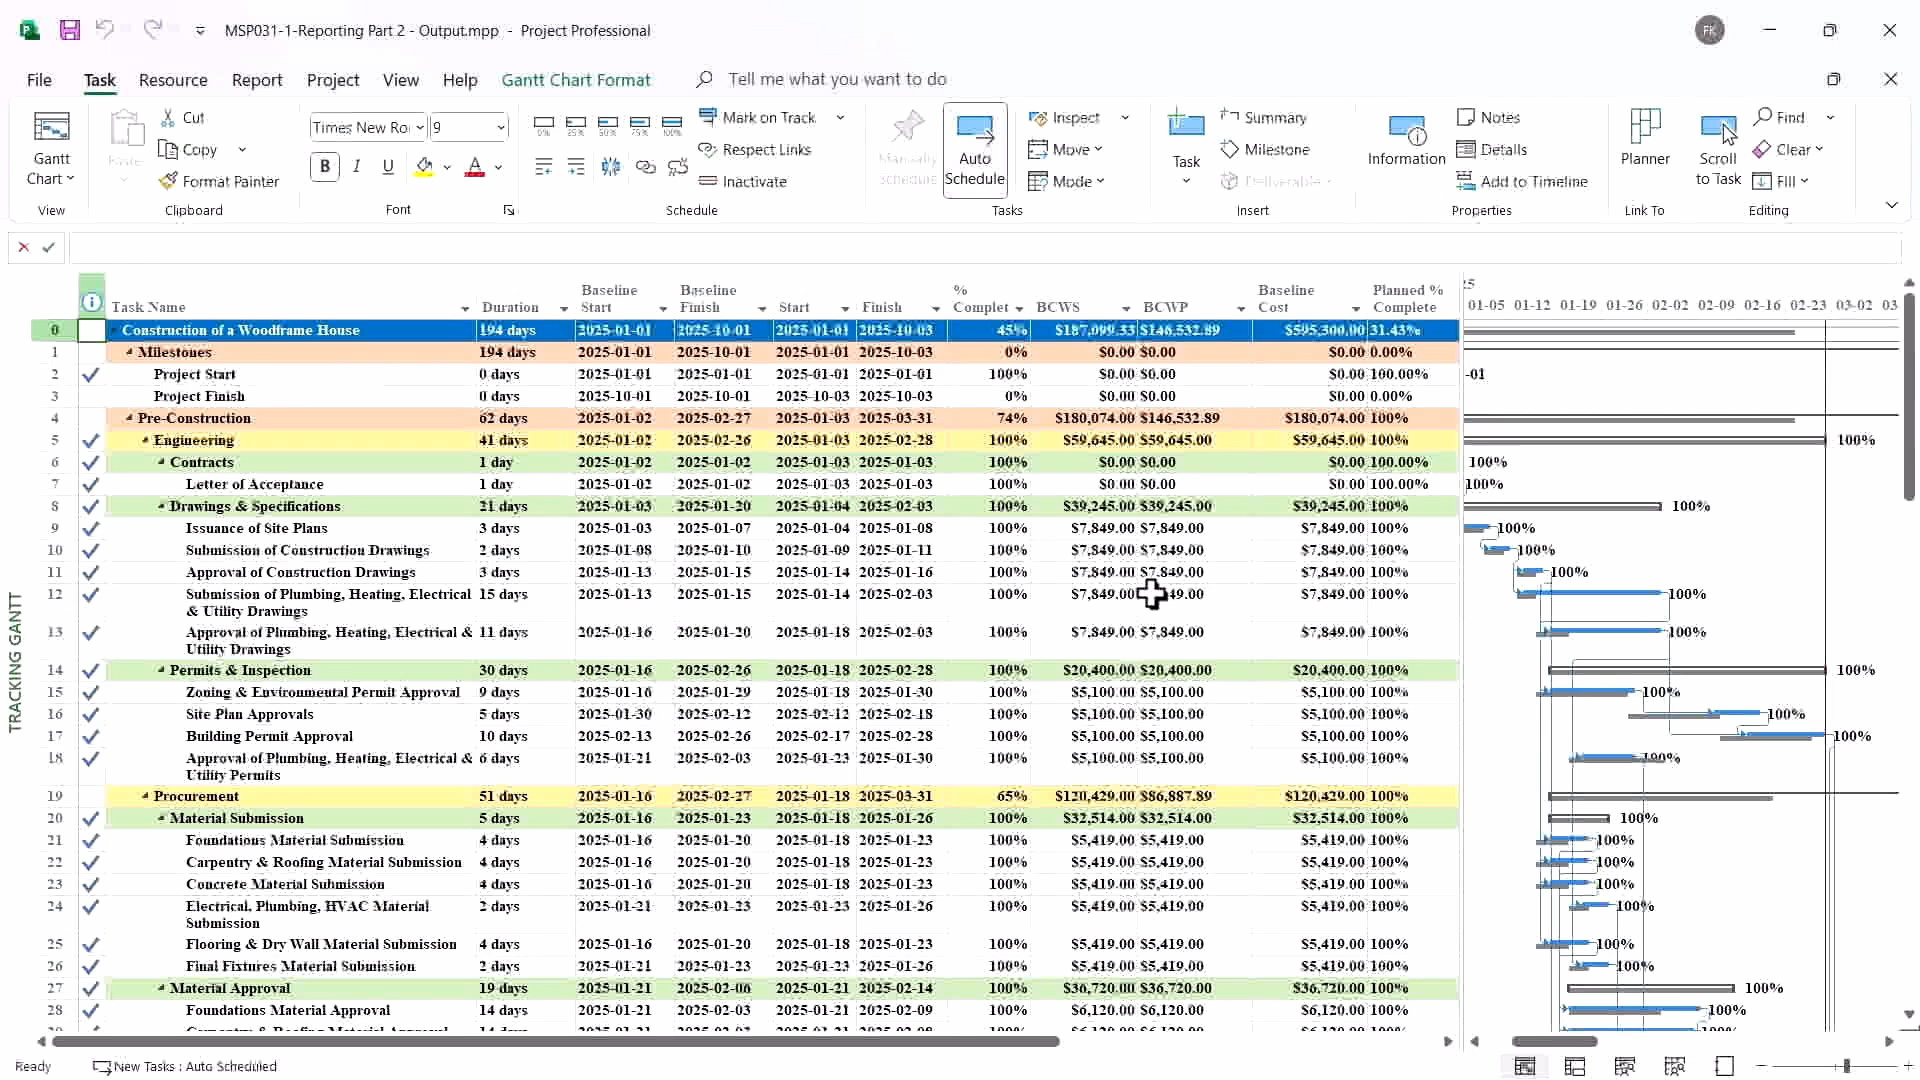 MSP031-1-Reporting Part 2 - Output.mpp - Project Professional
FK
File Task Resource Report Project View Help Gantt Chart Format Tell me what you want to do
Gantt Chart
Paste
Cut
Copy
Format Painter
Times New Ro 9
B I U A
0% 25% 50% 75% 100%
Mark on Track
Respect Links
Inactivate
Manually Schedule
Auto Schedule
Inspect
Move
Mode
Task
Summary
Milestone
Deliverable
Information
Notes
Details
Add to Timeline
Planner
Scroll to Task
Find
Clear
Fill
View Clipboard Font Schedule Tasks Insert Properties Link To Editing
Task Name Duration Baseline Start Baseline Finish Start Finish % Complet BCWS BCWP Baseline Cost Planned % Complete
25
01-05 01-12 01-19 01-26 02-02 02-09 02-16 02-23 03-02 03
0 Construction of a Woodframe House 194 days 2025-01-01 2025-10-01 2025-01-01 2025-10-03 45% $187,099.33 $146,532.89 $595,300.00 31.43%
1 Milestones 194 days 2025-01-01 2025-10-01 2025-01-01 2025-10-03 0% $0.00 $0.00 $0.00 0.00%
2 Project Start 0 days 2025-01-01 2025-01-01 2025-01-01 2025-01-01 100% $0.00 $0.00 $0.00 100.00% -01
3 Project Finish 0 days 2025-10-01 2025-10-01 2025-10-03 2025-10-03 0% $0.00 $0.00 $0.00 0.00%
4 Pre-Construction 62 days 2025-01-02 2025-02-27 2025-01-03 2025-03-31 74% $180,074.00 $146,532.89 $180,074.00 100%
5 Engineering 41 days 2025-01-02 2025-02-26 2025-01-03 2025-02-28 100% $59,645.00 $59,645.00 $59,645.00 100% 100%
6 Contracts 1 day 2025-01-02 2025-01-02 2025-01-03 2025-01-03 100% $0.00 $0.00 $0.00 100.00% 100%
7 Letter of Acceptance 1 day 2025-01-02 2025-01-02 2025-01-03 2025-01-03 100% $0.00 $0.00 $0.00 100.00% 100%
8 Drawings & Specifications 21 days 2025-01-03 2025-01-20 2025-01-04 2025-02-03 100% $39,245.00 $39,245.00 $39,245.00 100% 100%
9 Issuance of Site Plans 3 days 2025-01-03 2025-01-07 2025-01-04 2025-01-08 100% $7,849.00 $7,849.00 $7,849.00 100% 100%
10 Submission of Construction Drawings 2 days 2025-01-08 2025-01-10 2025-01-09 2025-01-11 100% $7,849.00 $7,849.00 $7,849.00 100% 100%
11 Approval of Construction Drawings 3 days 2025-01-13 2025-01-15 2025-01-14 2025-01-16 100% $7,849.00 $7,849.00 $7,849.00 100% 100%
12 Submission of Plumbing, Heating, Electrical 15 days 2025-01-13 2025-01-15 2025-01-14 2025-02-03 100% $7,849.00 49.00 $7,849.00 100% 100%
& Utility Drawings
13 Approval of Plumbing, Heating, Electrical & 11 days 2025-01-16 2025-01-20 2025-01-18 2025-02-03 100% $7,849.00 $7,849.00 $7,849.00 100% 100%
Utility Drawings
14 Permits & Inspection 30 days 2025-01-16 2025-02-26 2025-01-18 2025-02-28 100% $20,400.00 $20,400.00 $20,400.00 100% 100%
15 Zoning & Environmental Permit Approval 9 days 2025-01-16 2025-01-29 2025-01-18 2025-01-30 100% $5,100.00 $5,100.00 $5,100.00 100% 100%
16 Site Plan Approvals 5 days 2025-01-30 2025-02-12 2025-02-12 2025-02-18 100% $5,100.00 $5,100.00 $5,100.00 100% 100%
17 Building Permit Approval 10 days 2025-02-13 2025-02-26 2025-02-17 2025-02-28 100% $5,100.00 $5,100.00 $5,100.00 100% 100%
18 Approval of Plumbing, Heating, Electrical & 6 days 2025-01-21 2025-02-03 2025-01-23 2025-01-30 100% $5,100.00 $5,100.00 $5,100.00 100% 100%
Utility Permits
19 Procurement 51 days 2025-01-16 2025-02-27 2025-01-18 2025-03-31 65% $120,429.00 $86,887.89 $120,429.00 100%
20 Material Submission 5 days 2025-01-16 2025-01-23 2025-01-18 2025-01-26 100% $32,514.00 $32,514.00 $32,514.00 100% 100%
21 Foundations Material Submission 4 days 2025-01-16 2025-01-20 2025-01-18 2025-01-23 100% $5,419.00 $5,419.00 $5,419.00 100% 100%
22 Carpentry & Roofing Material Submission 4 days 2025-01-16 2025-01-20 2025-01-18 2025-01-23 100% $5,419.00 $5,419.00 $5,419.00 100% 100%
23 Concrete Material Submission 4 days 2025-01-16 2025-01-20 2025-01-18 2025-01-23 100% $5,419.00 $5,419.00 $5,419.00 100% 100%
24 Electrical, Plumbing, HVAC Material 2 days 2025-01-21 2025-01-23 2025-01-23 2025-01-26 100% $5,419.00 $5,419.00 $5,419.00 100% 100%
Submission
25 Flooring & Dry Wall Material Submission 4 days 2025-01-16 2025-01-20 2025-01-18 2025-01-23 100% $5,419.00 $5,419.00 $5,419.00 100% 100%
26 Final Fixtures Material Submission 2 days 2025-01-21 2025-01-23 2025-01-23 2025-01-26 100% $5,419.00 $5,419.00 $5,419.00 100% 100%
27 Material Approval 19 days 2025-01-21 2025-02-06 2025-01-21 2025-02-14 100% $36,720.00 $36,720.00 $36,720.00 100% 100%
28 Foundations Material Approval 14 days 2025-01-21 2025-02-03 2025-01-21 2025-02-09 100% $6,120.00 $6,120.00 $6,120.00 100% 100%
TRACKING GANTT
Ready New Tasks : Auto Scheduled